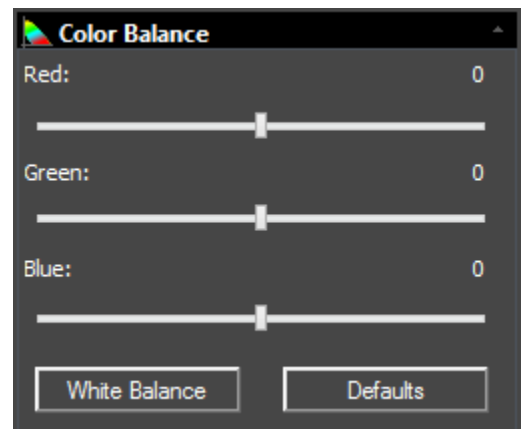 Color Balance
Red: 0
Green: 0
Blue: 0
White Balance Defaults